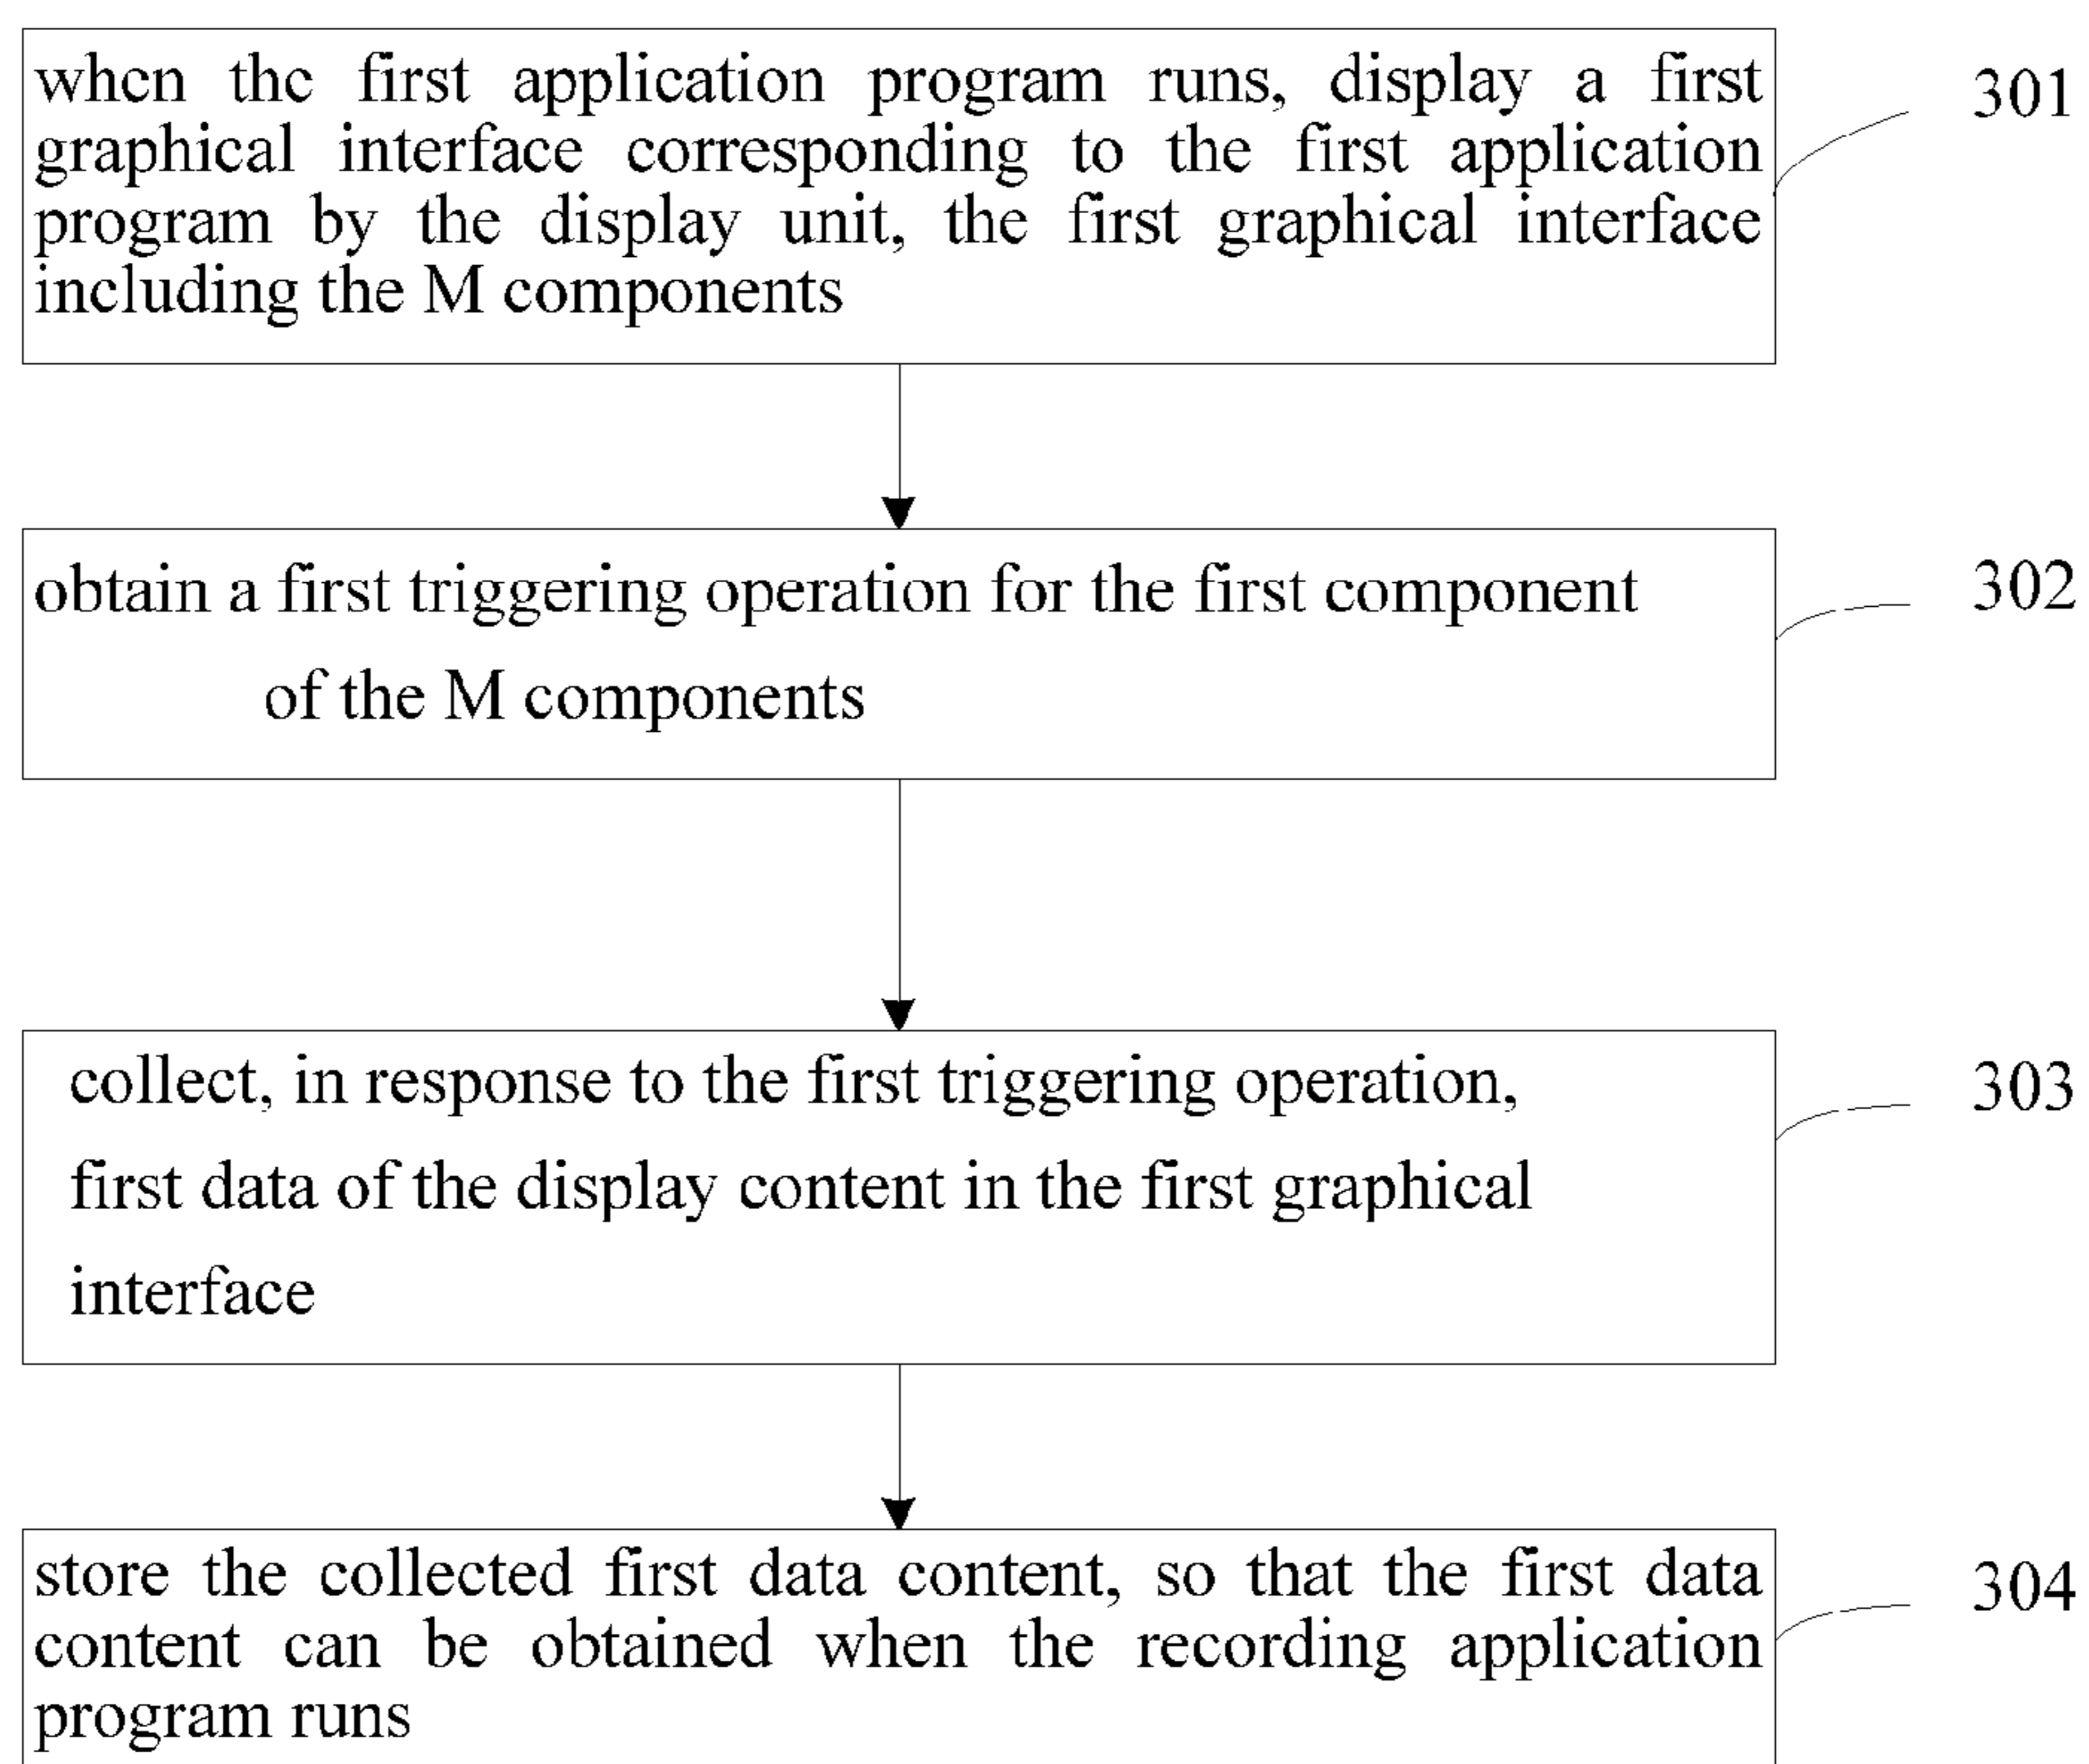 when the first application program runs, display a first
301
graphical interface corresponding to the first application
program by the display unit, the first graphical interface
including the M components
obtain a first triggering operation for the first component
302
of the M components
collect, in response to the first triggering operation,
303
first data of the display content in the first graphical
interface
store the collected first data content, so that the first data
304
content can be obtained when the recording application
program runs